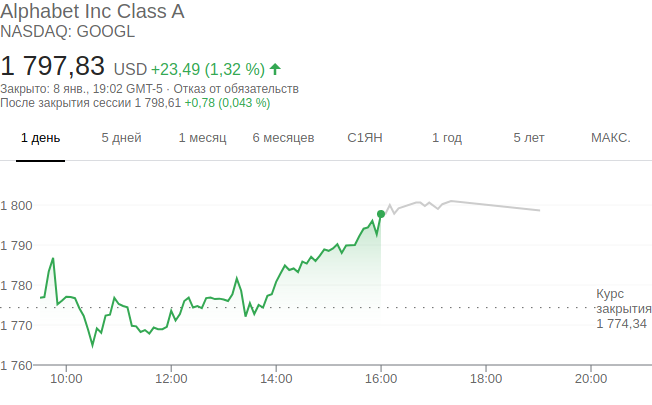 Alphabet Inc Class A
NASDAQ: GOOGL
1 797,83 USD +23,49 (1,32 %)
Закрыто: 8 янв., 19:02 GMT-5 · Отказ от обязательств
После закрытия сессии 1 798,61 +0,78 (0,043 %)
1 день 5 дней 1 месяц 6 месяцев С1ЯН 1 год 5 лет МАКС.
1 800
1 790
1 780
1 770
1 760
Курс
закрытия
1 774,34
10:00 12:00 14:00 16:00 18:00 20:00